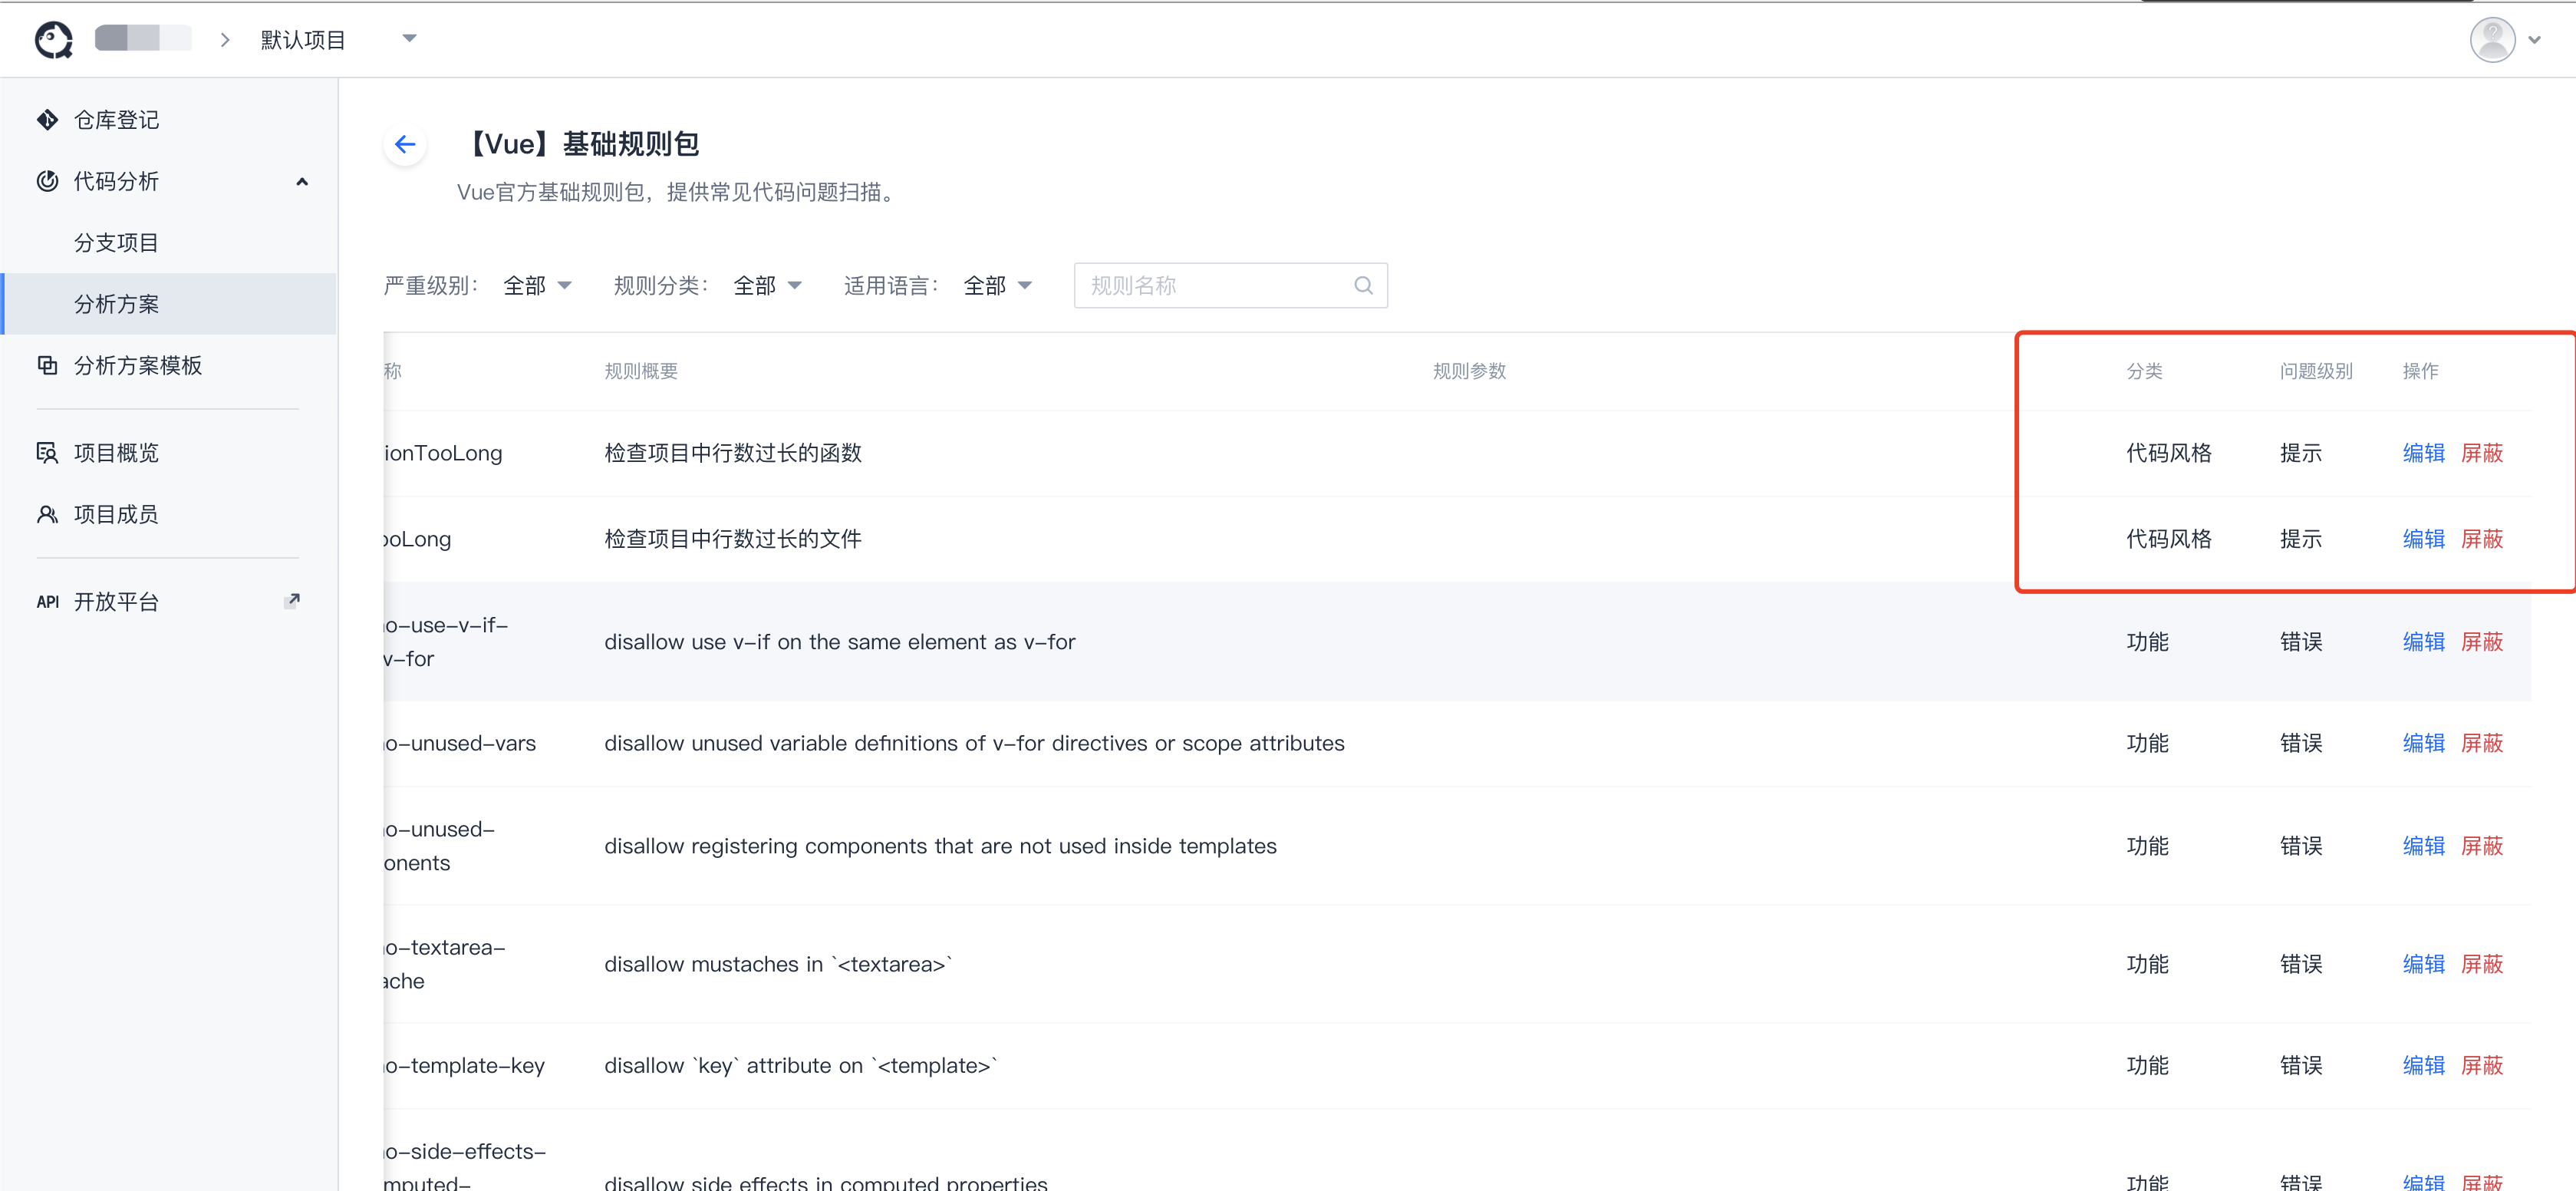 默认项目
仓库登记
代码分析
分支项目
分析方案
分析方案模板
项目概览
项目成员
API 开放平台
【Vue】基础规则包
Vue官方基础规则包，提供常见代码问题扫描。
严重级别： 全部 规则分类： 全部 适用语言： 全部 规则名称
称 规则概要 规则参数 分类 问题级别 操作
ionTooLong 检查项目中行数过长的函数 代码风格 提示 编辑 屏蔽
ooLong 检查项目中行数过长的文件 代码风格 提示 编辑 屏蔽
o-use-v-if-
v-for
disallow use v-if on the same element as v-for 功能 错误 编辑 屏蔽
o-unused-vars disallow unused variable definitions of v-for directives or scope attributes 功能 错误 编辑 屏蔽
o-unused-
onents
disallow registering components that are not used inside templates 功能 错误 编辑 屏蔽
o-textarea-
ache
disallow mustaches in `<textarea>` 功能 错误 编辑 屏蔽
o-template-key disallow `key` attribute on `<template>` 功能 错误 编辑 屏蔽
o-side-effects-
mputed-
disallow side effects in computed properties 功能 错误 编辑 屏蔽